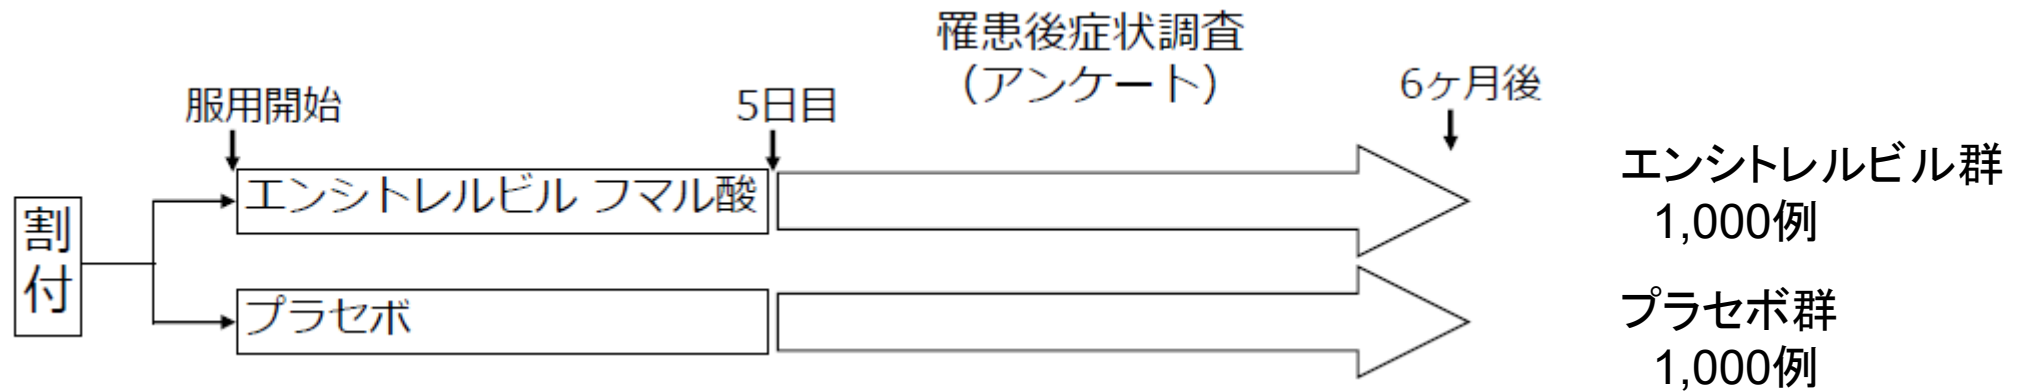 罹患後症状調査
（アンケート）
服用開始
5日目
6ヶ月後
割付
エンシトレルビル フマル酸
エンシトレルビル群
1,000例
プラセボ
プラセボ群
1,000例